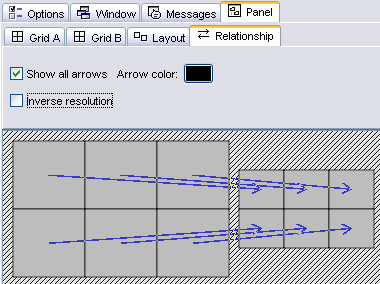 Options Window Messages Panel
Grid A Grid B Layout Relationship
Show all arrows Arrow color:
Inverse resolution